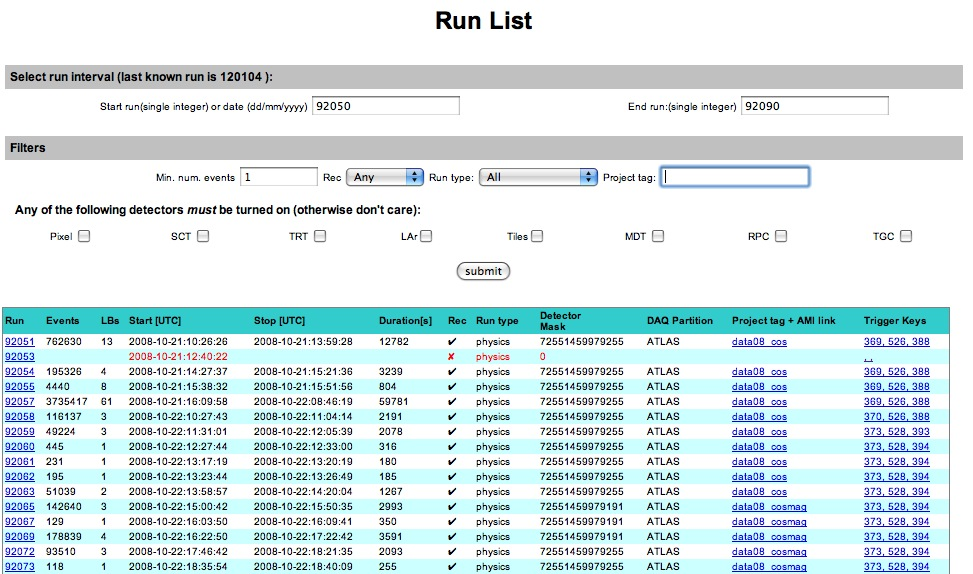 Run List
Select run interval (last known run is 120104 ):
Start run(single integer) or date (dd/mm/yyyy) 92050 End run:(single integer) 92090
Filters
Min. num. events 1 Rec Any Run type: All Project tag:
Any of the following detectors must be turned on (otherwise don't care):
Pixel SCT TRT LAr Tiles MDT RPC TGC
submit
Run Events LBs Start [UTC] Stop [UTC] Duration[s] Rec Run type Detector Mask DAQ Partition Project tag + AMI link Trigger Keys
92051 762630 13 2008-10-21:10:26:26 2008-10-21:13:59:28 12782 ✔ physics 72551459979255 ATLAS data08_cos 369, 526, 388
92053 2008-10-21:12:40:22 ✘ physics 0 , ,
92054 195326 4 2008-10-21:14:27:37 2008-10-21:15:21:36 3239 ✔ physics 72551459979255 ATLAS data08_cos 369, 526, 388
92055 4440 8 2008-10-21:15:38:32 2008-10-21:15:51:56 804 ✔ physics 72551459979255 ATLAS data08_cos 369, 526, 388
92057 3735417 61 2008-10-21:16:09:58 2008-10-22:08:46:19 59781 ✔ physics 72551459979255 ATLAS data08_cos 369, 526, 388
92058 116137 3 2008-10-22:10:27:43 2008-10-22:11:04:14 2191 ✔ physics 72551459979255 ATLAS data08_cos 370, 526, 388
92059 49224 3 2008-10-22:11:31:01 2008-10-22:12:05:39 2078 ✔ physics 72551459979255 ATLAS data08_cos 373, 528, 393
92060 445 1 2008-10-22:12:27:44 2008-10-22:12:33:00 316 ✔ physics 72551459979255 ATLAS data08_cos 373, 528, 394
92061 231 1 2008-10-22:13:17:19 2008-10-22:13:20:19 180 ✔ physics 72551459979255 ATLAS data08_cos 373, 528, 394
92062 195 1 2008-10-22:13:23:44 2008-10-22:13:26:49 185 ✔ physics 72551459979255 ATLAS data08_cos 373, 528, 394
92063 51039 2 2008-10-22:13:58:57 2008-10-22:14:20:04 1267 ✔ physics 72551459979255 ATLAS data08_cos 373, 528, 394
92065 142640 3 2008-10-22:15:00:42 2008-10-22:15:50:35 2993 ✔ physics 72551459979191 ATLAS data08_cosmag 373, 528, 394
92067 129 1 2008-10-22:16:03:50 2008-10-22:16:09:41 350 ✔ physics 72551459979191 ATLAS data08_cosmag 373, 528, 394
92069 178839 4 2008-10-22:16:22:50 2008-10-22:17:22:42 3591 ✔ physics 72551459979191 ATLAS data08_cosmag 373, 528, 394
92072 93510 3 2008-10-22:17:46:42 2008-10-22:18:21:35 2093 ✔ physics 72551459979255 ATLAS data08_cosmag 373, 528, 394
92073 118 1 2008-10-22:18:35:54 2008-10-22:18:40:09 255 ✔ physics 72551459979255 ATLAS data08_cosmag 373, 528, 394